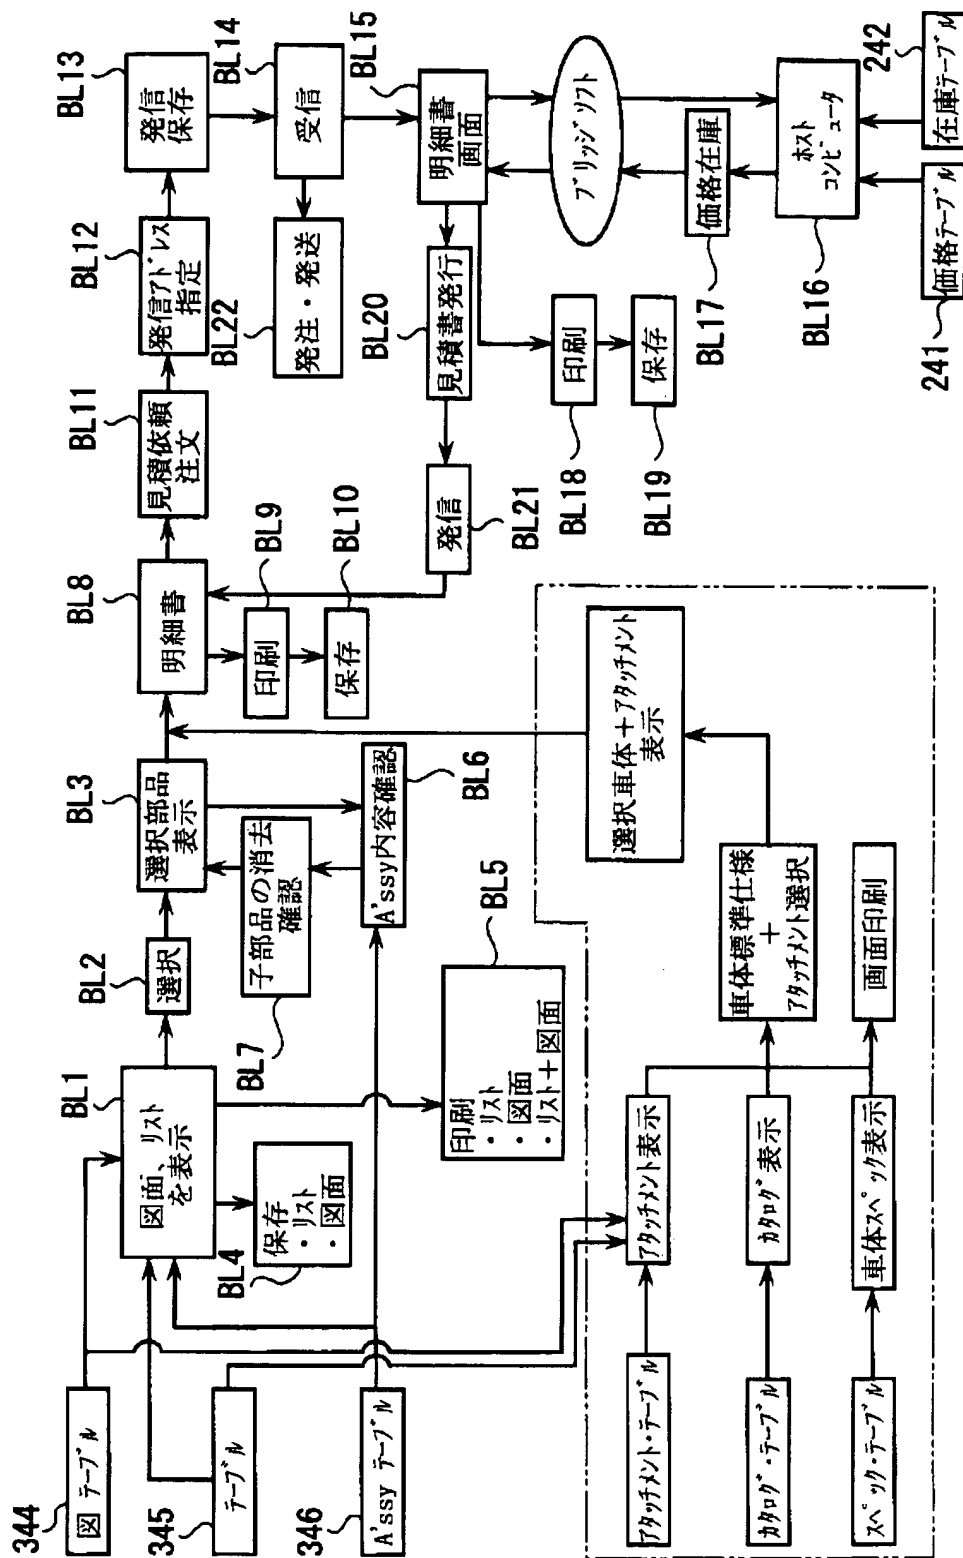 344
図 テーブル
345
テーブル
346
A'ssy テーブル
BL1
図面、リスト
を表示
BL2
選択
BL3
選択部品
表示
BL4
保存
・リスト
・図面
BL5
印刷
・リスト
・図面
・リスト+図面
BL6
A'ssy内容確認
BL7
子部品の消去
確認
BL8
明細書
BL9
印刷
BL10
保存
BL11
見積依頼
注文
BL12
発信アドレス
指定
BL13
発信
保存
BL14
受信
BL22
発注・発送
BL15
明細書
画面
BL20
見積書発行
BL21
発信
BL18
印刷
BL19
保存
ブリッジソフト
BL17
価格在庫
BL16
ホスト
コンピュータ
241
価格テーブル
242
在庫テーブル
アタッチメント・テーブル
カタログ・テーブル
スペック・テーブル
アタッチメント表示
カタログ表示
車体スペック表示
車体標準仕様
+
アタッチメント選択
画面印刷
選択車体+アタッチメント
表示